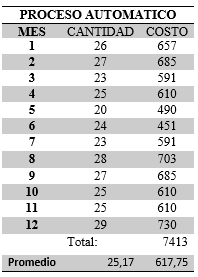 PROCESO AUTOMATICO
MES CANTIDAD COSTO
1 26 657
2 27 685
3 23 591
4 25 610
5 20 490
6 24 451
7 23 591
8 28 703
9 27 685
10 25 610
11 25 610
12 29 730
Total: 7413
Promedio 25,17 617,75